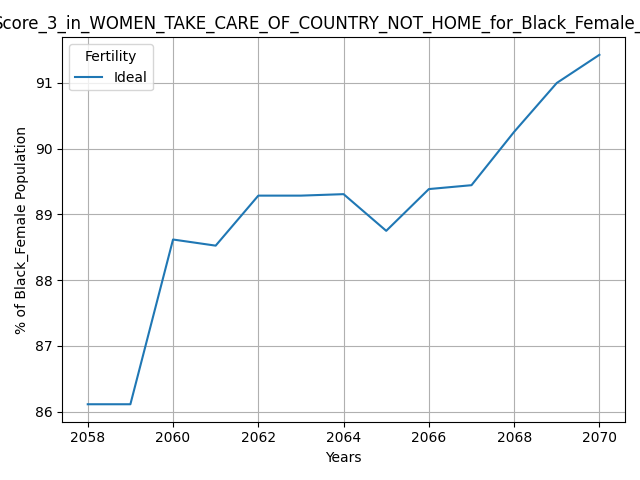 Score_3_in_WOMEN_TAKE_CARE_OF_COUNTRY_NOT_HOME_for_Black_Female_
Fertility
Ideal
% of Black_Female Population
91
90
89
88
87
86
2058 2060 2062 2064 2066 2068 2070
Years